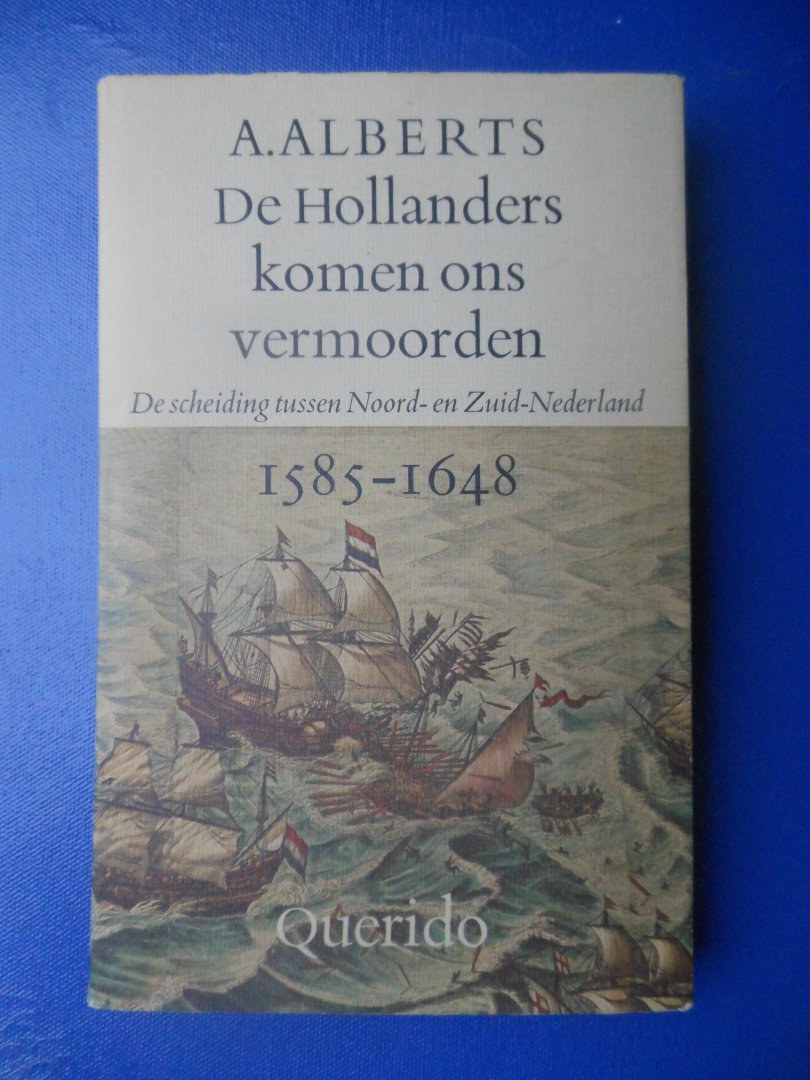 A. ALBERTS
De Hollanders
komen ons
vermoorden
De scheiding tussen Noord- en Zuid-Nederland
1585-1648
Querido